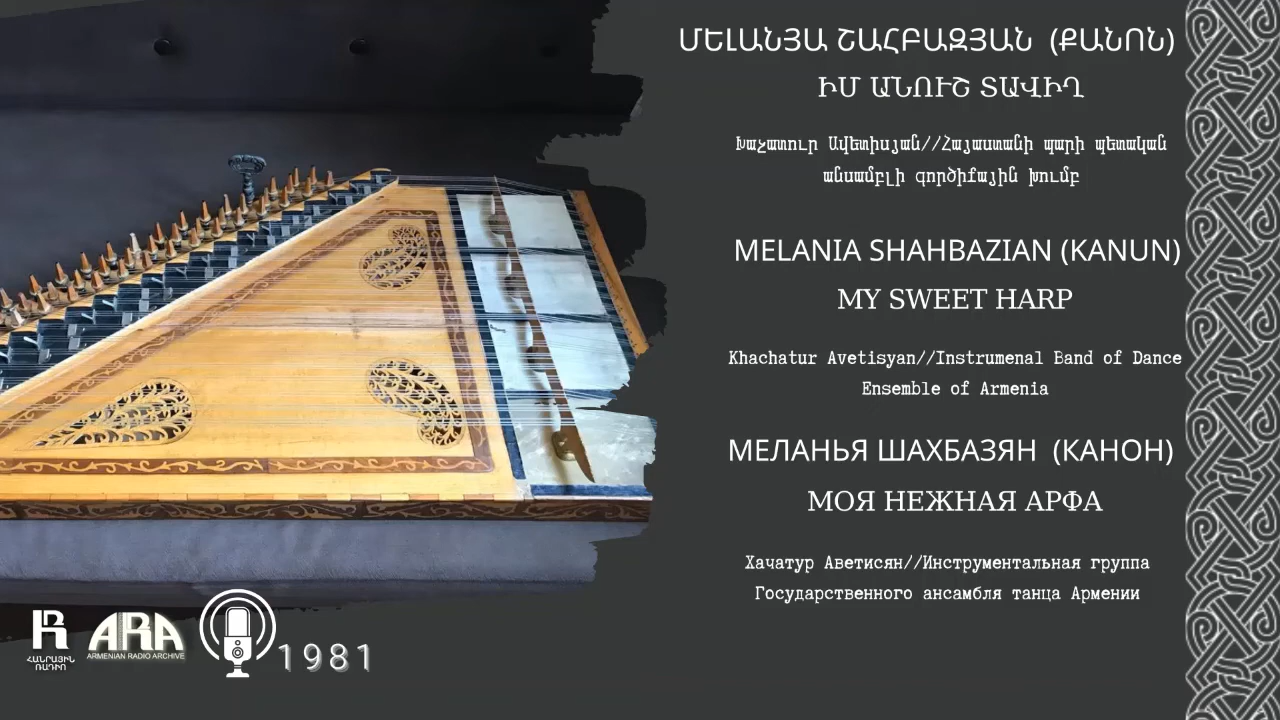 ՄԵԼԱՆՅԱ ՇԱՀԲԱԶՅԱՆ (ՔԱՆՈՆ)
ԻՄ ԱՆՈՒՇ ՏԱՎԻՂ
Խաչատուր Ավետիսյան//Հայաստանի պարի պետական
անսամբլի գործիքային խումբ
MELANIA SHAHBAZIAN (KANUN)
MY SWEET HARP
Khachatur Avetisyan//Instrumenal Band of Dance
Ensemble of Armenia
МЕЛАНЬЯ ШАХБАЗЯН (КАНОН)
МОЯ НЕЖНАЯ АРФА
Хачатур Аветисян//Инструментальная группа
Государственного ансамбля танца Армении
ՀԱՆՐԱՅԻՆ
ՌԱԴԻՈ
ARA
ARMENIAN RADIO ARCHIVE
1981